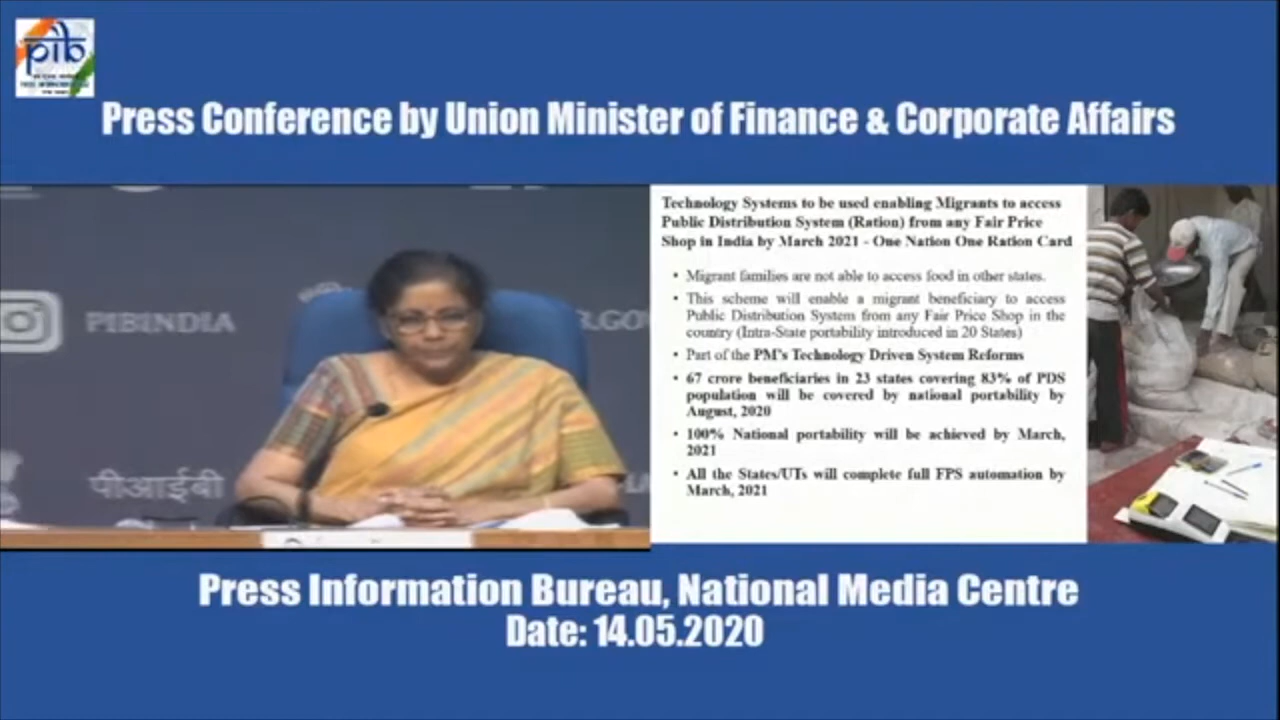 pib
Press Conference by Union Minister of Finance & Corporate Affairs
PIBINDIA
पीआईबी
Technology Systems to be used enabling Migrants to access
Public Distribution System (Ration) from any Fair Price
Shop in India by March 2021 - One Nation One Ration Card
• Migrant families are not able to access food in other states.
• This scheme will enable a migrant beneficiary to access
Public Distribution System from any Fair Price Shop in the
country (Intra-State portability introduced in 20 States)
• Part of the PM's Technology Driven System Reforms
• 67 crore beneficiaries in 23 states covering 83% of PDS
population will be covered by national portability by
August, 2020
• 100% National portability will be achieved by March,
2021
• All the States/UTs will complete full FPS automation by
March, 2021
Press Information Bureau, National Media Centre
Date: 14.05.2020